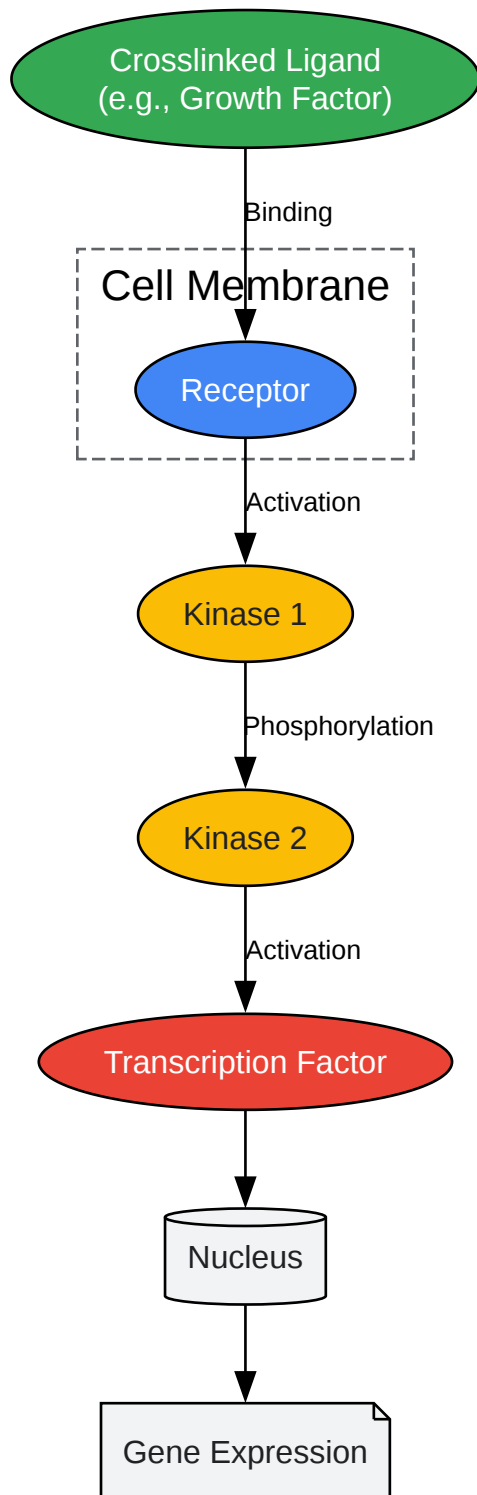 Crosslinked Ligand
(e.g., Growth Factor)
Binding
Cell Membrane
Receptor
Activation
Kinase 1
Phosphorylation
Kinase 2
Activation
Transcription Factor
Nucleus
Gene Expression